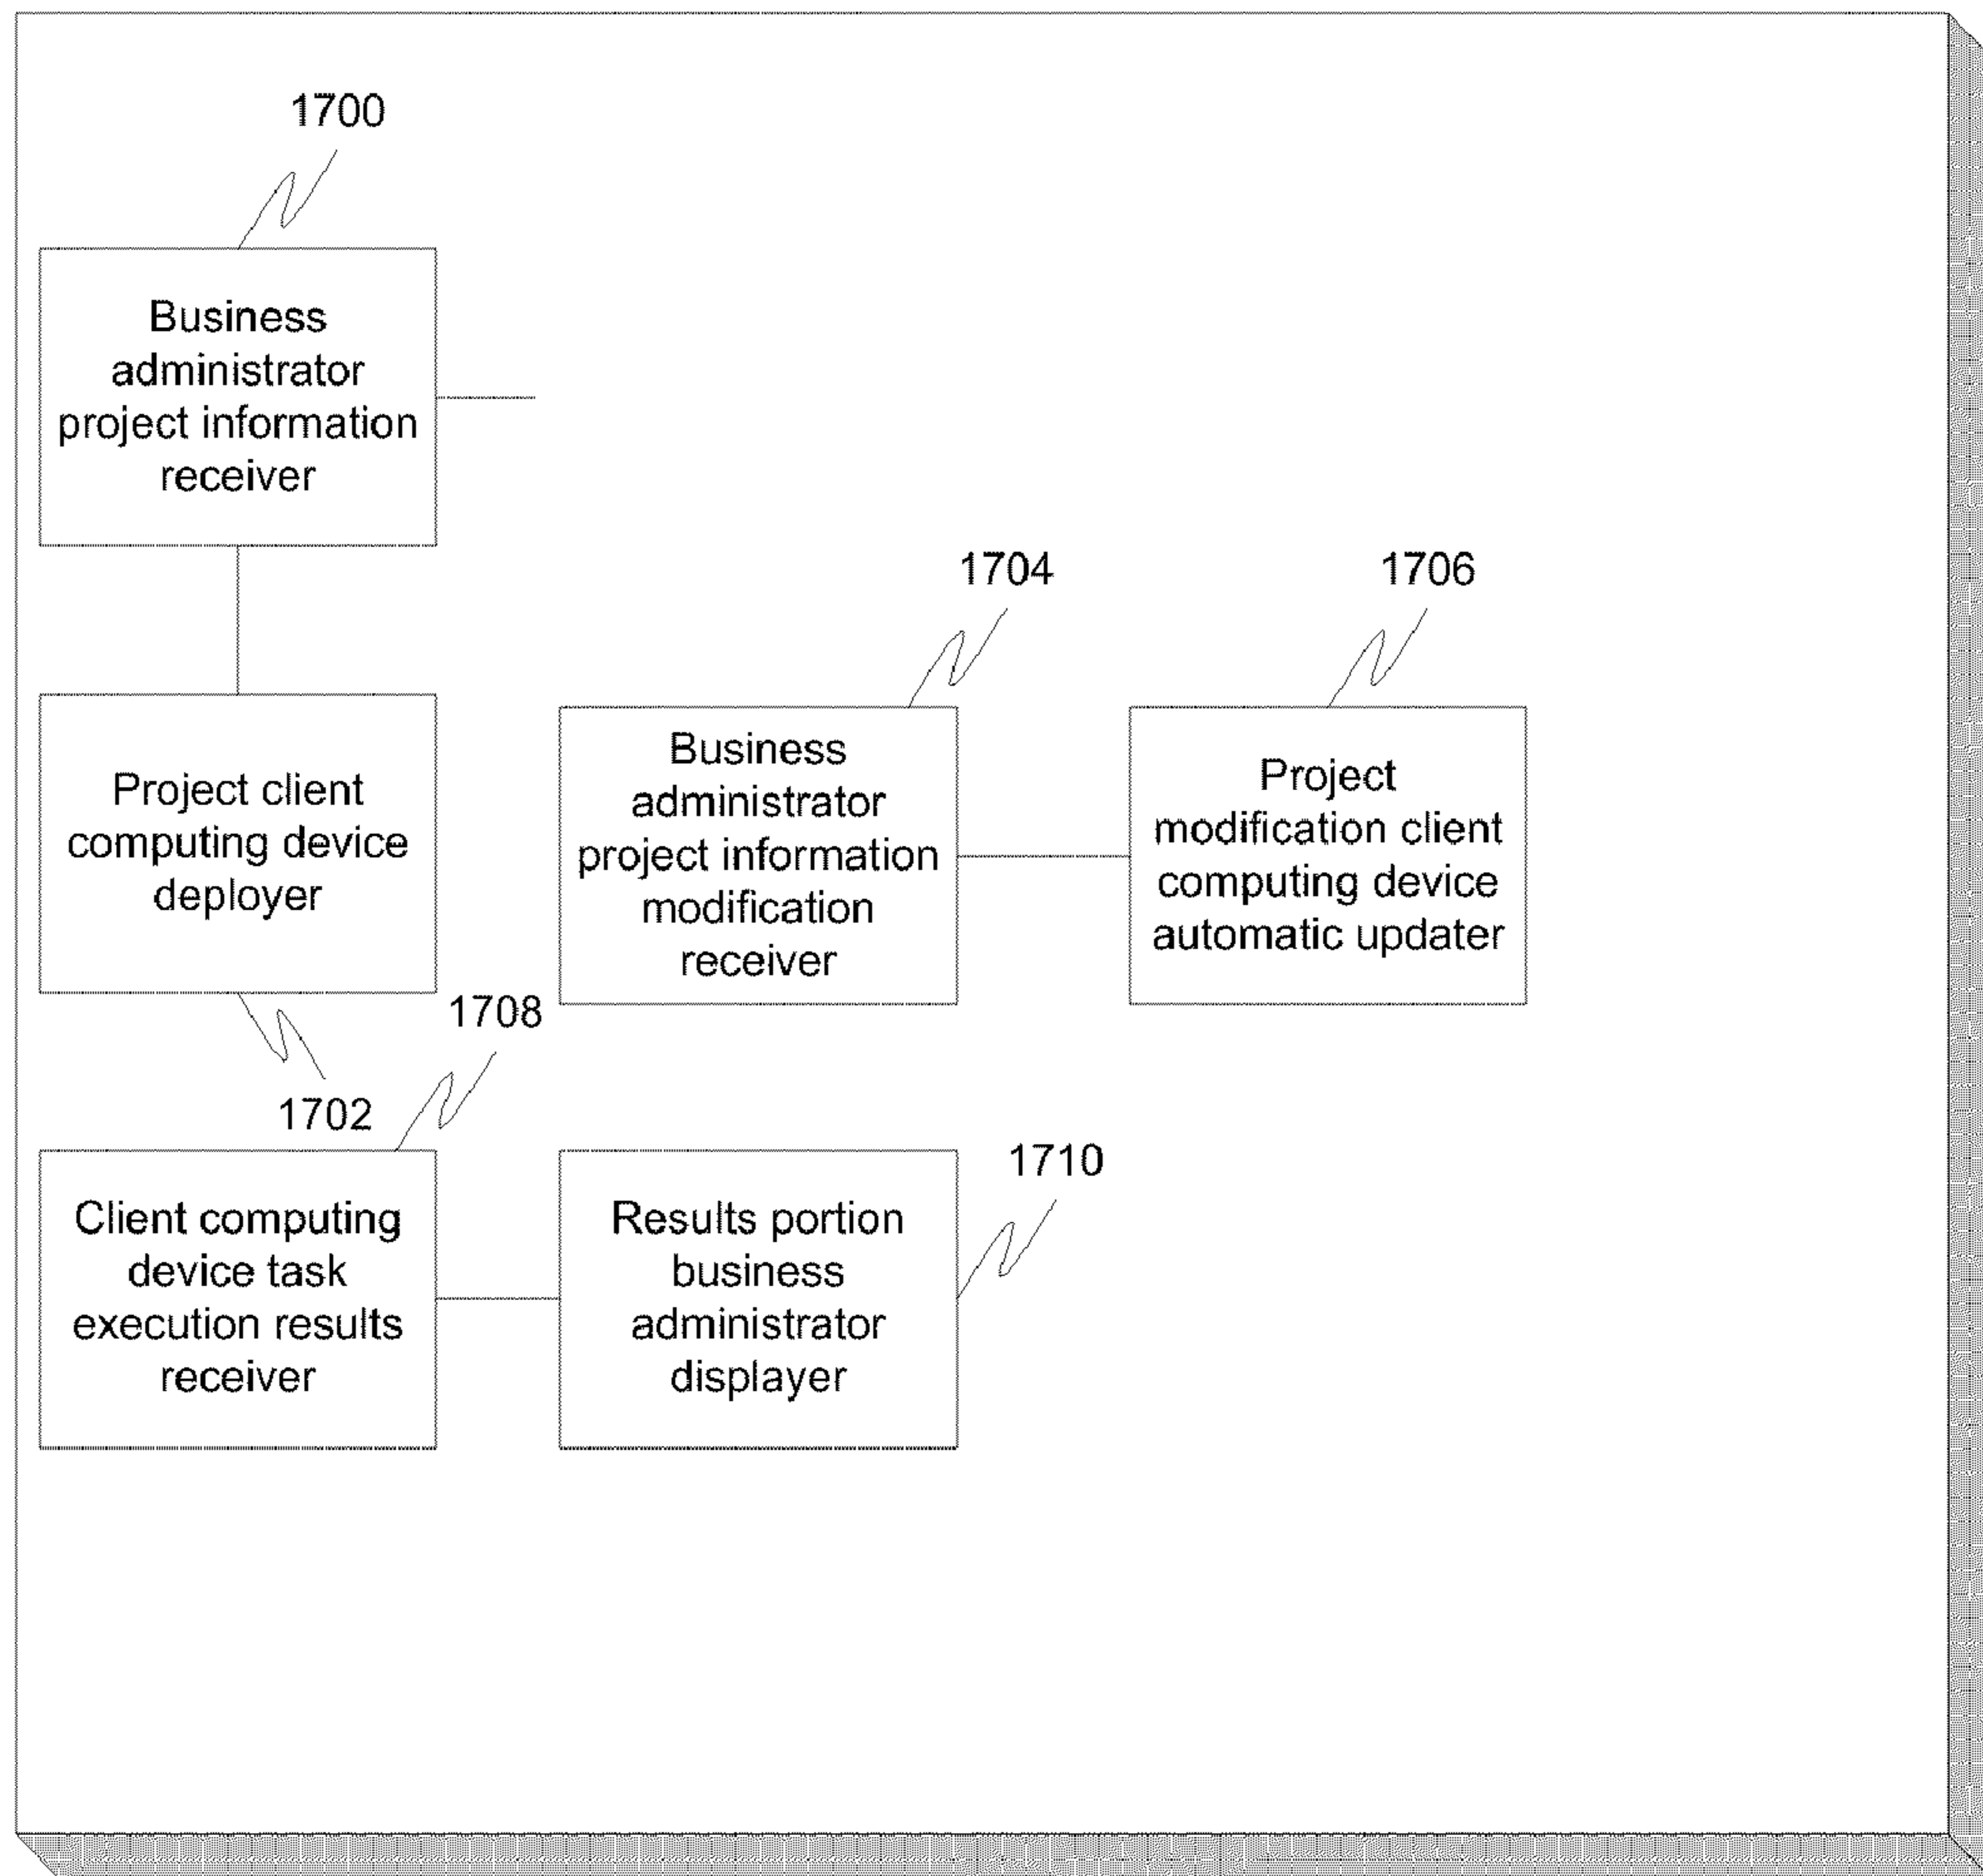 1700
Business
administrator
project information
receiver
1704
1706
Project client
computing device
deployer
Business
administrator
project information
modification
receiver
Project
modification client
computing device
automatic updater
1708
1702
1710
Client computing
device task
execution results
receiver
Results portion
business
administrator
displayer